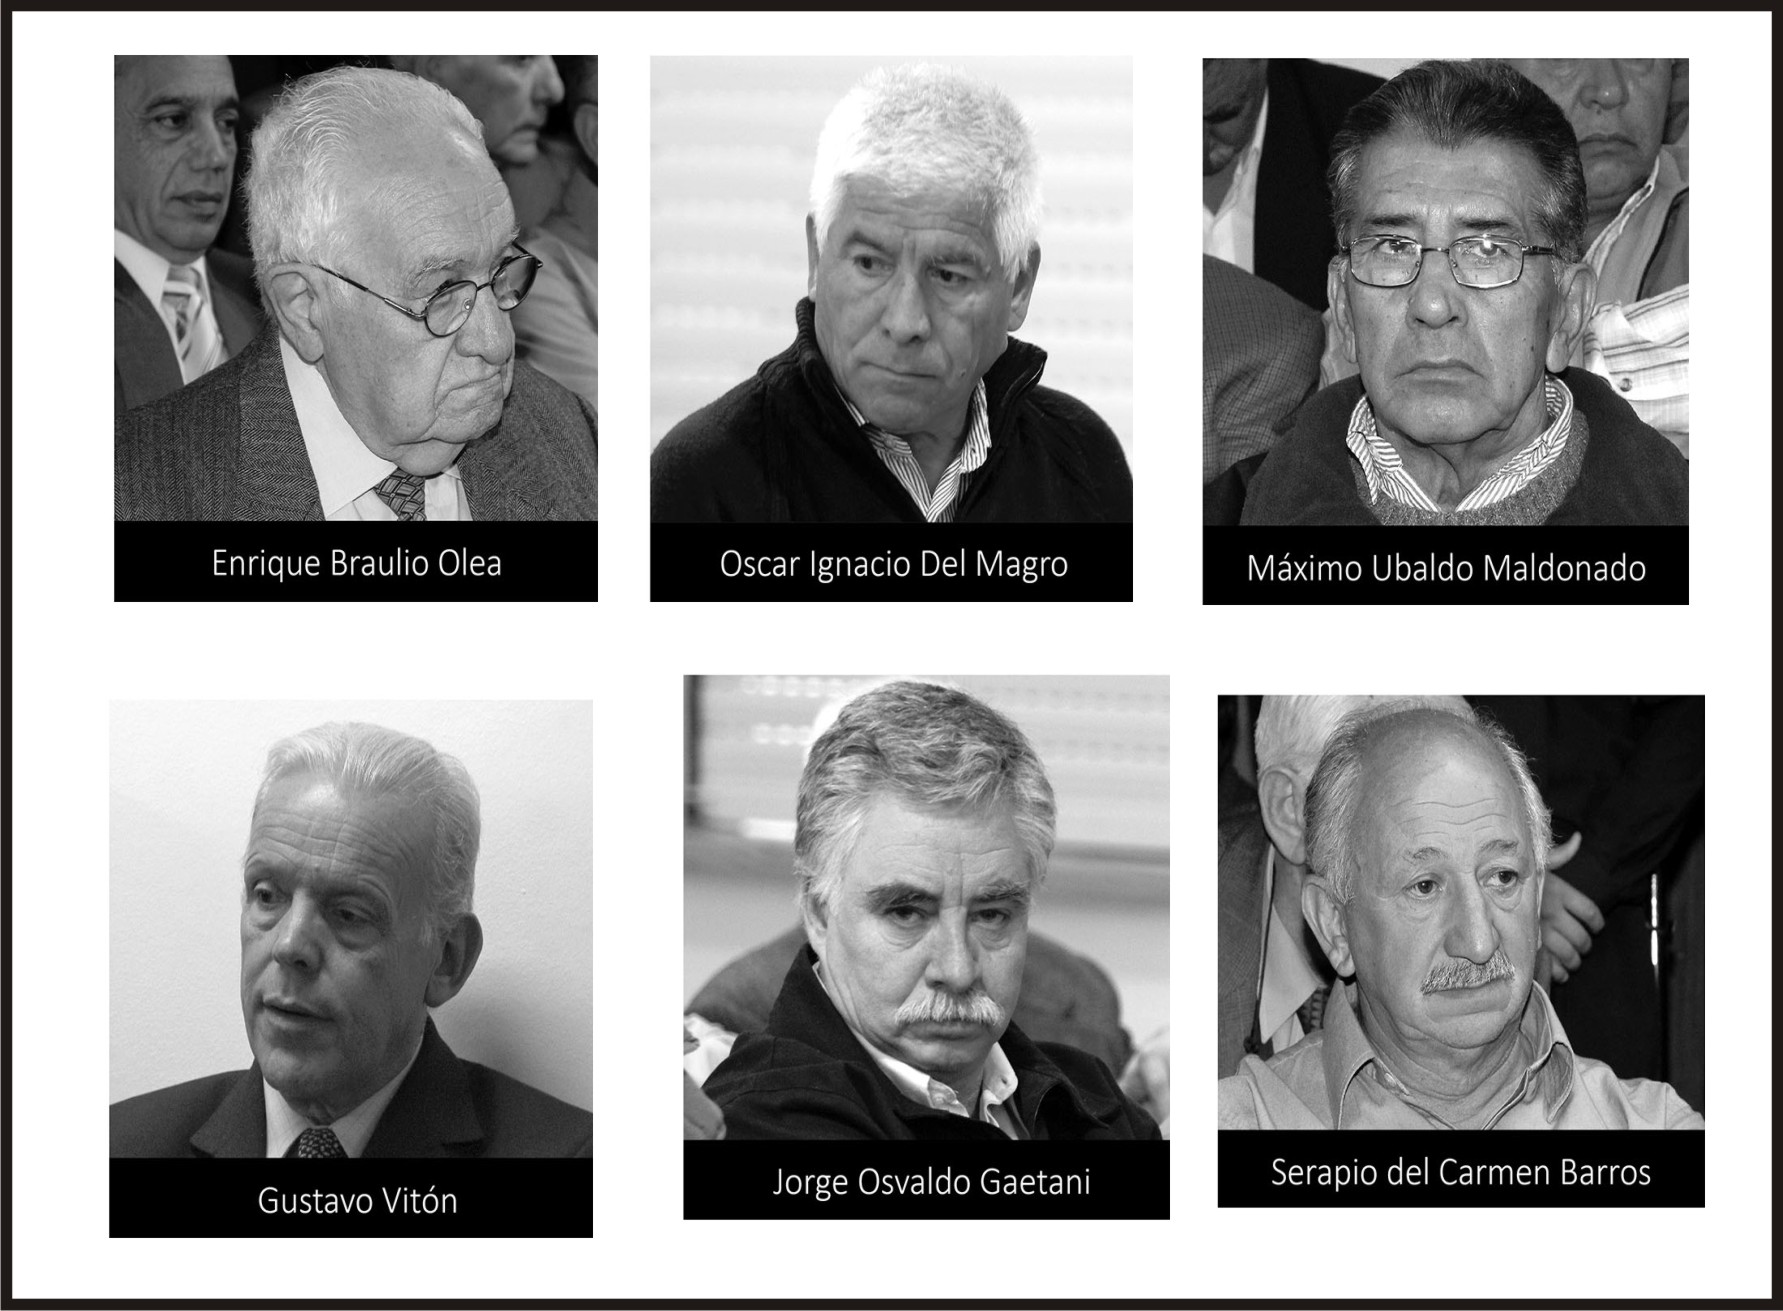 Enrique Braulio Olea
Oscar Ignacio Del Magro
Máximo Ubaldo Maldonado
Gustavo Vitón
Jorge Osvaldo Gaetani
Serapio del Carmen Barros